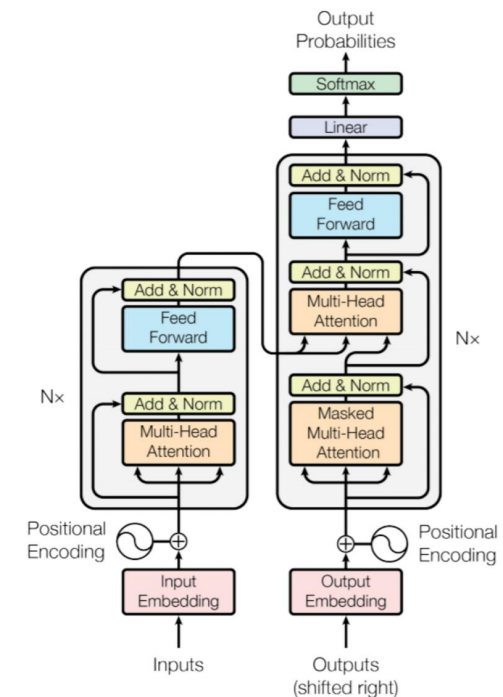 Output
Probabilities
Softmax
Linear
Add & Norm
Feed
Forward
Add & Norm
Multi-Head
Attention
Add & Norm
Masked
Multi-Head
Attention
N×
Add & Norm
Feed
Forward
Add & Norm
Multi-Head
Attention
N×
Positional
Encoding
Positional
Encoding
Input
Embedding
Output
Embedding
Inputs
Outputs
(shifted right)